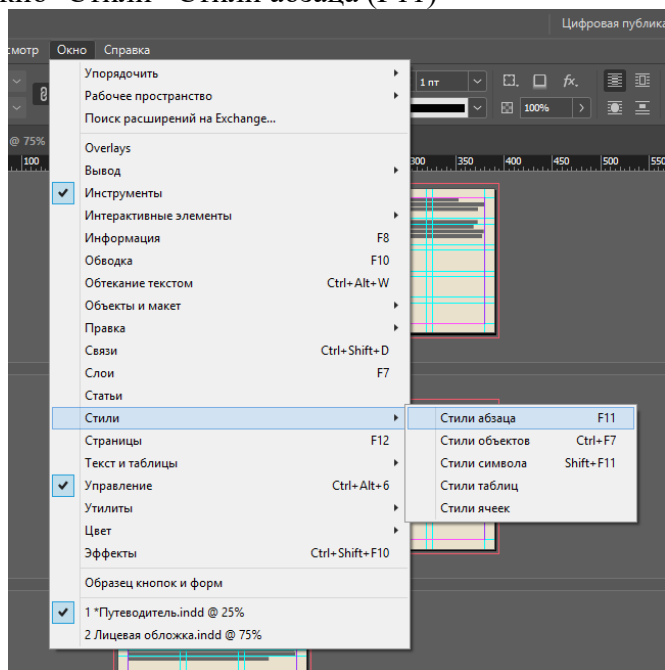 Стили абзаца (F11)
Цифровая публика
смотр Окно Справка
Упорядочить
Рабочее пространство
Поиск расширений на Exchange...
1 пт
fx.
100%
@ 75%
100 300 350 400 450 500 550
Overlays
Вывод
Инструменты
Интерактивные элементы
Информация F8
Обводка F10
Обтекание текстом Ctrl+Alt+W
Объекты и макет
Правка
Связи Ctrl+Shift+D
Слои F7
Статьи
Стили
Стили абзаца F11
Страницы F12
Стили объектов Ctrl+F7
Текст и таблицы
Стили символа Shift+F11
Управление Ctrl+Alt+6
Стили таблиц
Утилиты
Стили ячеек
Цвет
Эффекты Ctrl+Shift+F10
Образец кнопок и форм
1 *Путеводитель.indd @ 25%
2 Лицевая обложка.indd @ 75%